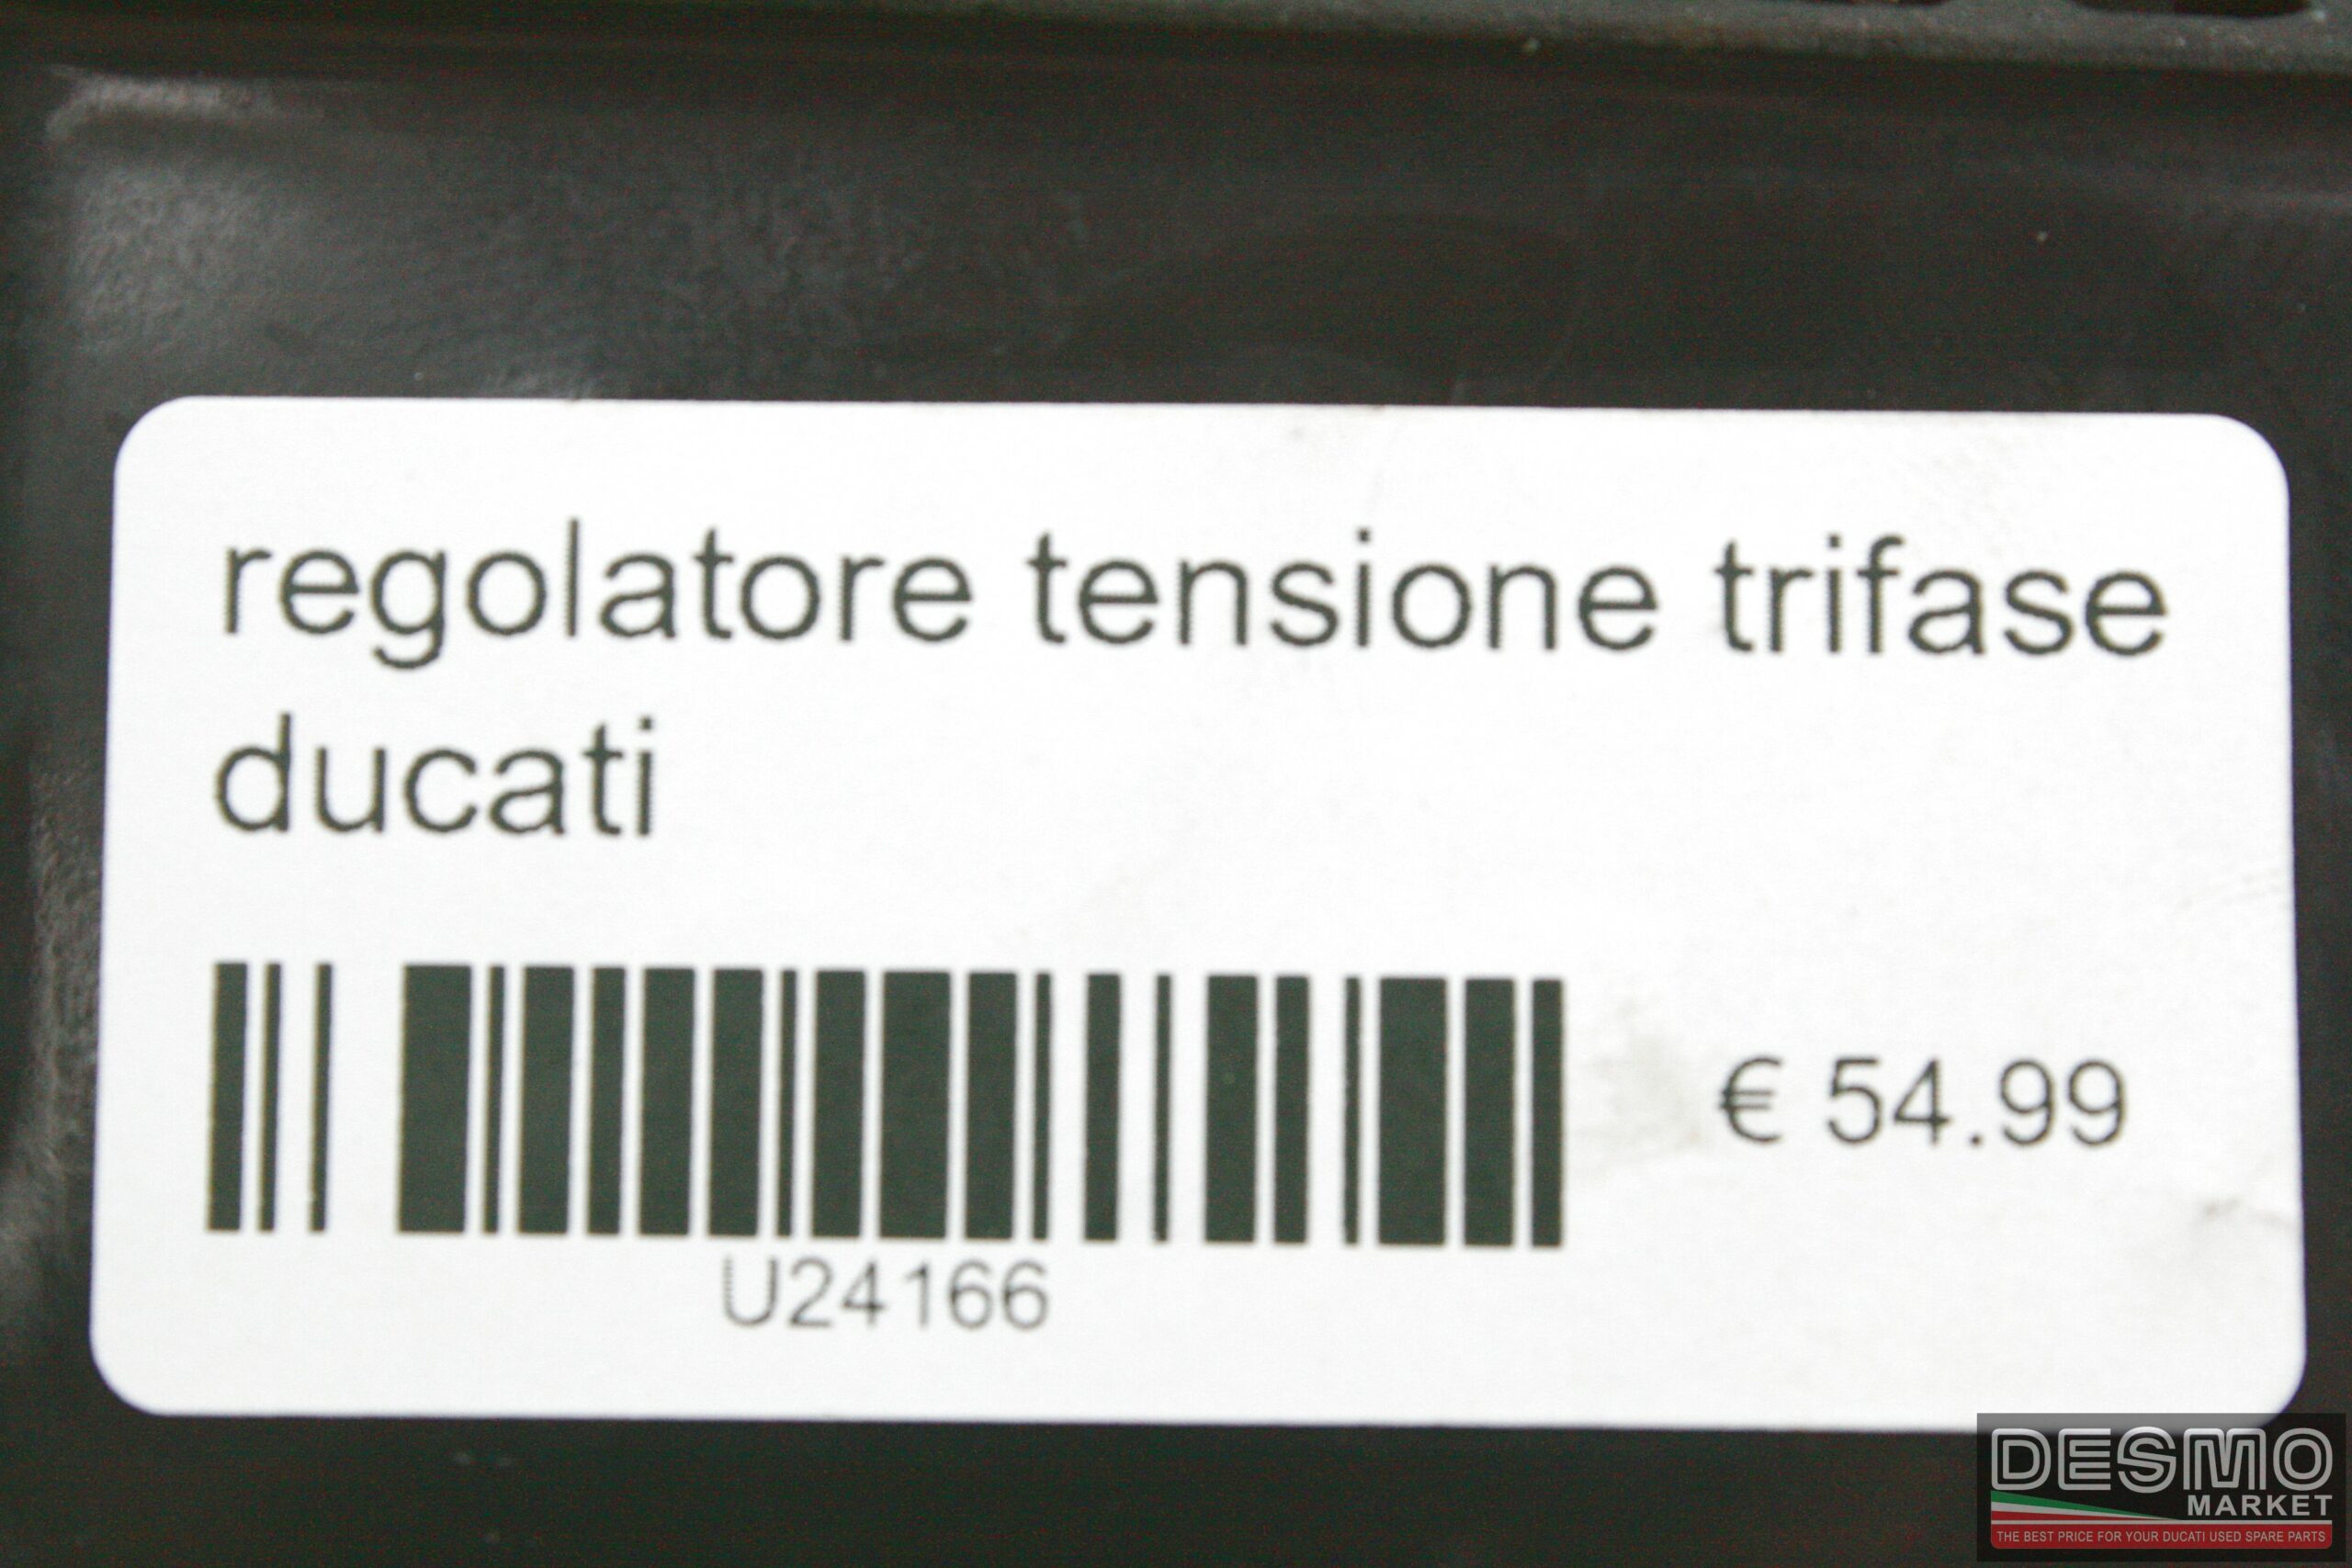 regolatore tensione trifase
ducati
€ 54.99
U24166
DESMO
MARKET
THE BEST PRICE FOR YOUR DUCATI USED SPARE PARTS